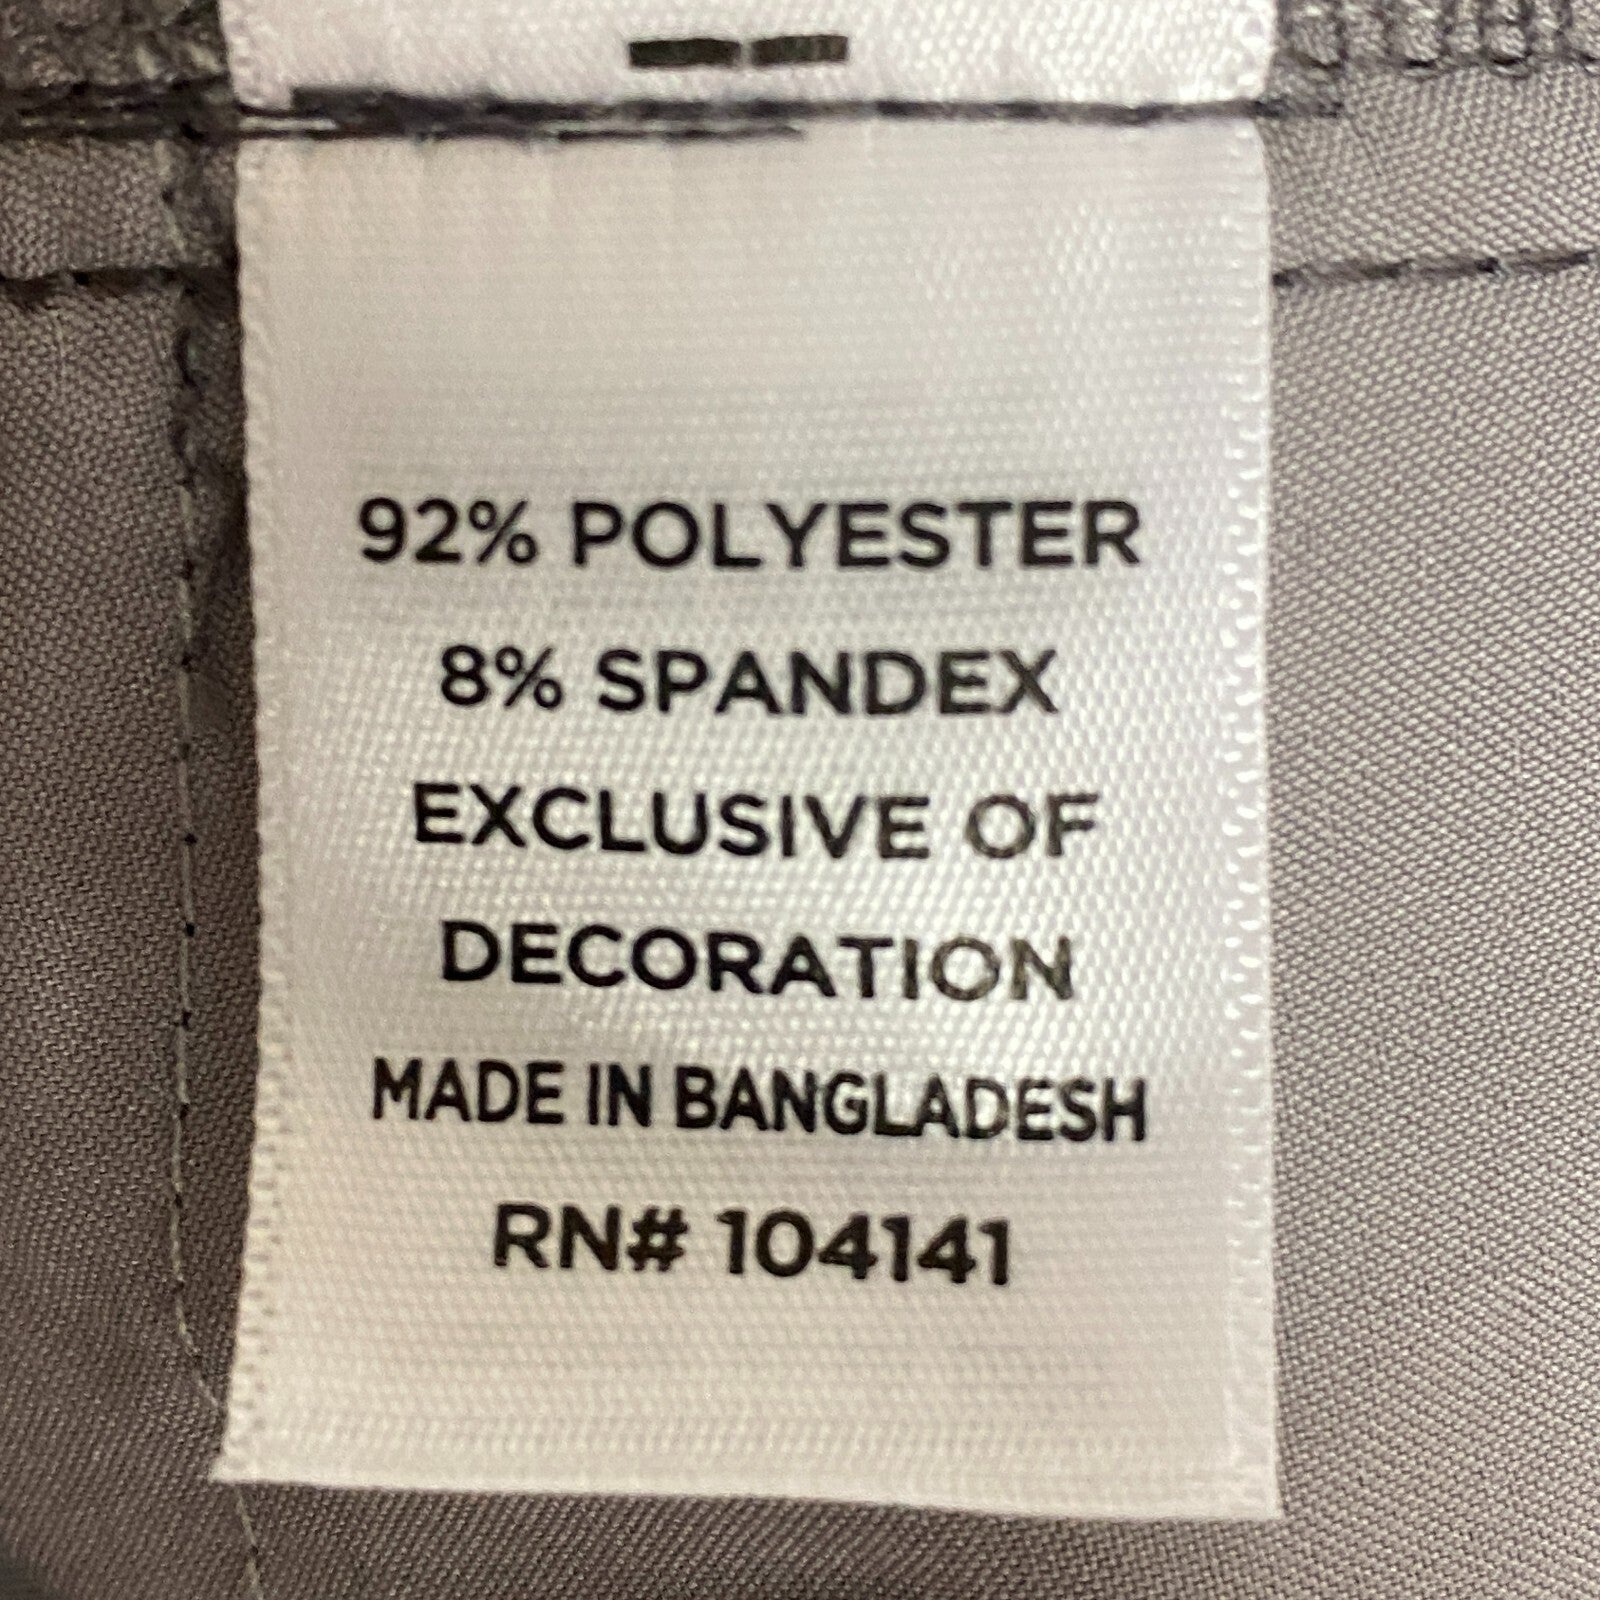 92% POLYESTER
8% SPANDEX
EXCLUSIVE OF
DECORATION
MADE IN BANGLADESH
RN# 104141